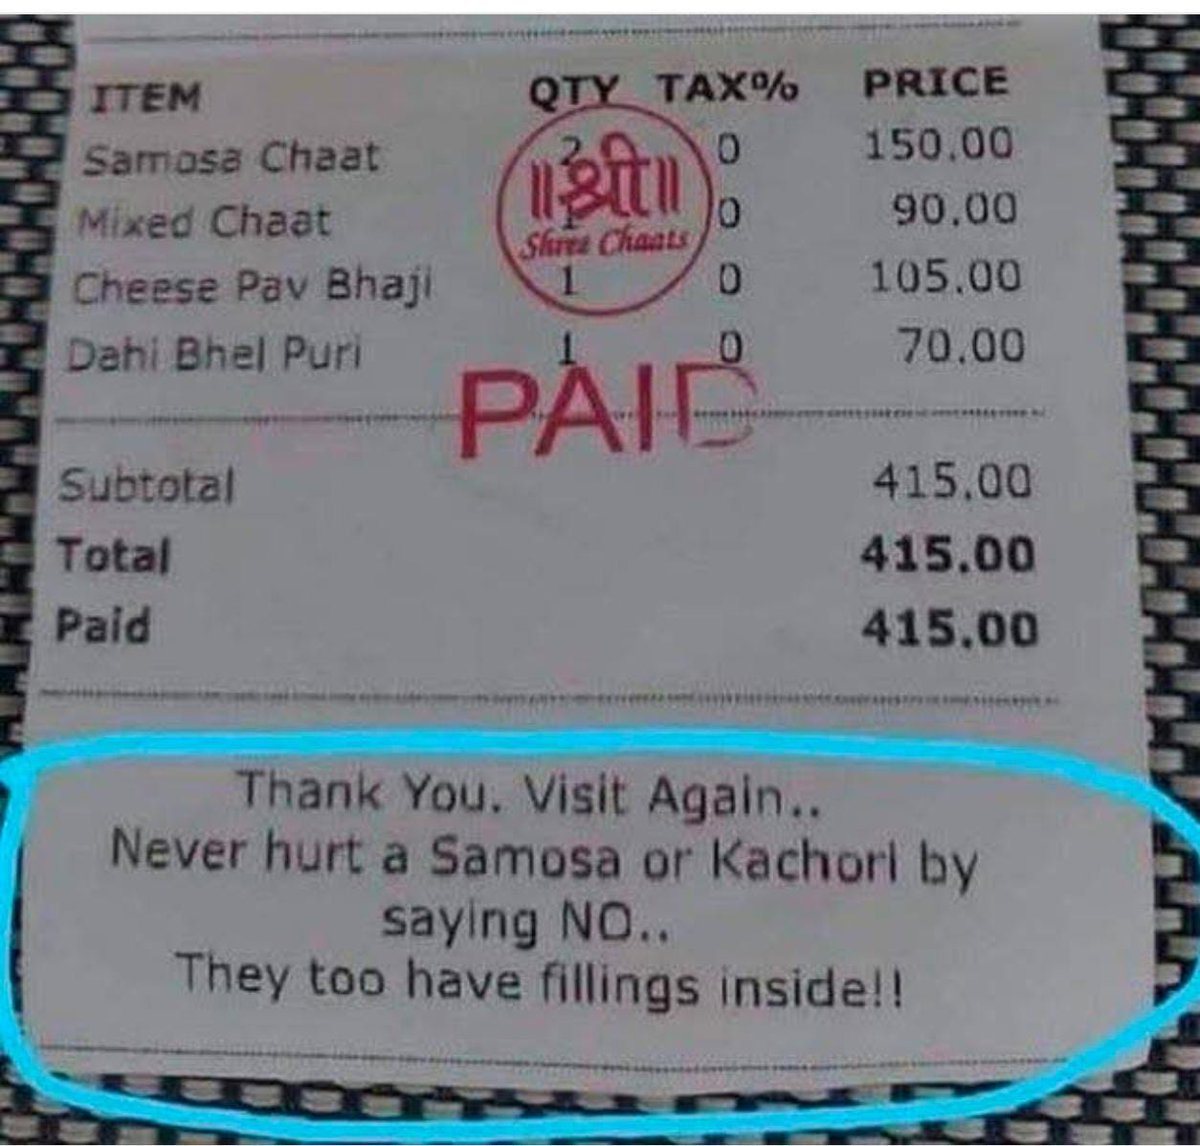 ITEM QTY TAX% PRICE
Samosa Chaat 2 0 150.00
Mixed Chaat 1 0 90.00
Cheese Pav Bhaji 1 0 105.00
Dahi Bhel Puri 1 0 70.00
॥श्री॥
Shree Chaats
PAID
Subtotal 415.00
Total 415.00
Paid 415.00
Thank You. Visit Again..
Never hurt a Samosa or Kachori by
saying NO..
They too have fillings inside!!